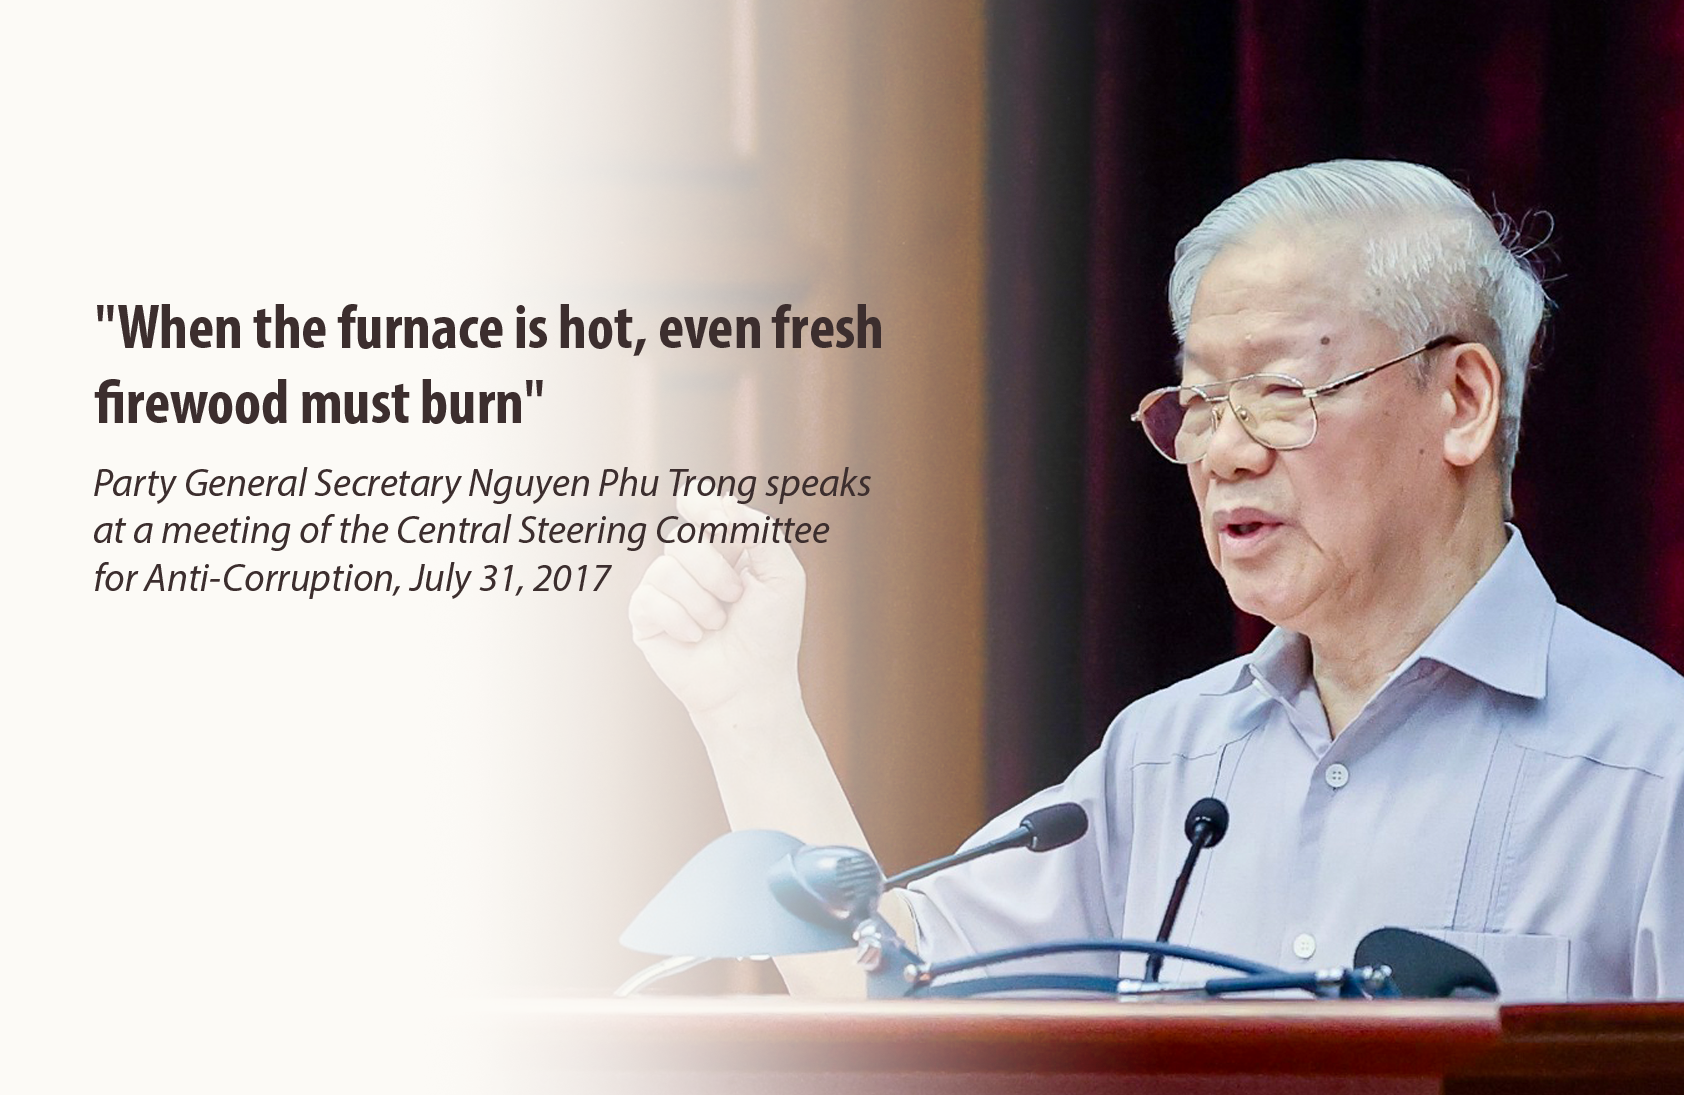 "When the furnace is hot, even fresh
firewood must burn"
Party General Secretary Nguyen Phu Trong speaks
at a meeting of the Central Steering Committee
for Anti-Corruption, July 31, 2017